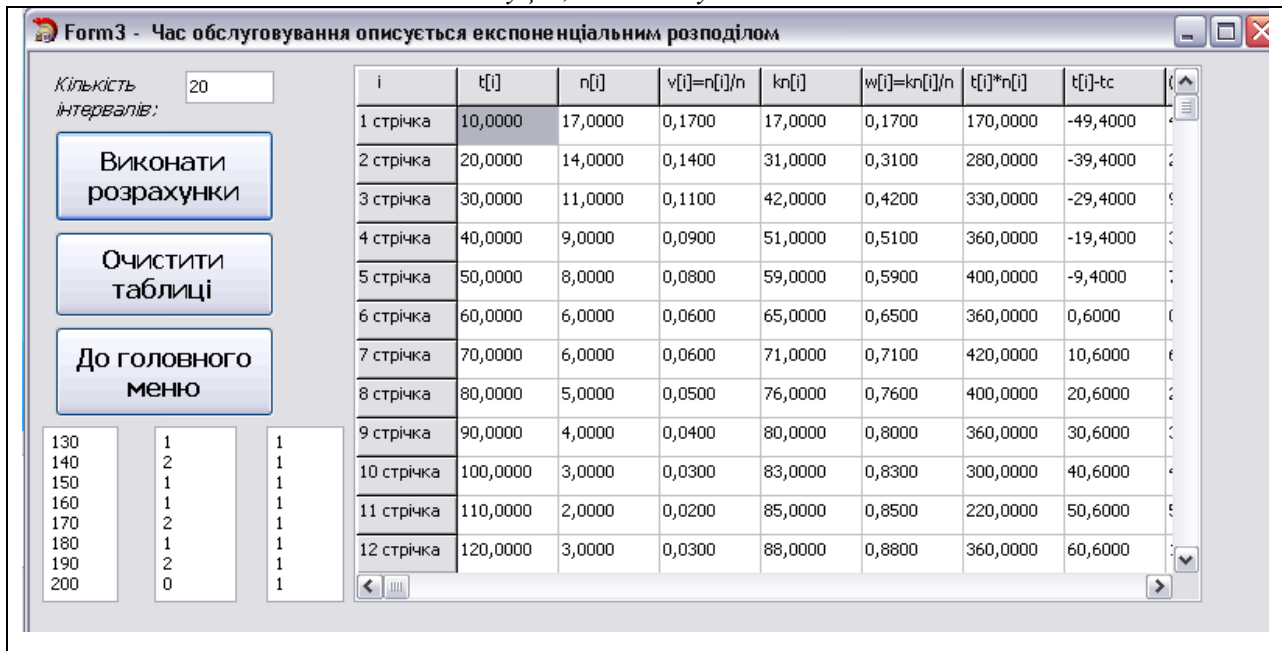 Form3 - Час обслуговування описується експоненціальним розподілом
Кількість
інтервалів:
20
Виконати
розрахунки
Очистити
таблиці
До головного
меню
130 1 1
140 2 1
150 1 1
160 1 1
170 2 1
180 1 1
190 2 1
200 0 1
i t[i] n[i] v[i]=n[i]/n kn[i] w[i]=kn[i]/n t[i]*n[i] t[i]-tc
1 стрічка 10,0000 17,0000 0,1700 17,0000 0,1700 170,0000 -49,4000
2 стрічка 20,0000 14,0000 0,1400 31,0000 0,3100 280,0000 -39,4000
3 стрічка 30,0000 11,0000 0,1100 42,0000 0,4200 330,0000 -29,4000
4 стрічка 40,0000 9,0000 0,0900 51,0000 0,5100 360,0000 -19,4000
5 стрічка 50,0000 8,0000 0,0800 59,0000 0,5900 400,0000 -9,4000
6 стрічка 60,0000 6,0000 0,0600 65,0000 0,6500 360,0000 0,6000
7 стрічка 70,0000 6,0000 0,0600 71,0000 0,7100 420,0000 10,6000
8 стрічка 80,0000 5,0000 0,0500 76,0000 0,7600 400,0000 20,6000
9 стрічка 90,0000 4,0000 0,0400 80,0000 0,8000 360,0000 30,6000
10 стрічка 100,0000 3,0000 0,0300 83,0000 0,8300 300,0000 40,6000
11 стрічка 110,0000 2,0000 0,0200 85,0000 0,8500 220,0000 50,6000
12 стрічка 120,0000 3,0000 0,0300 88,0000 0,8800 360,0000 60,6000